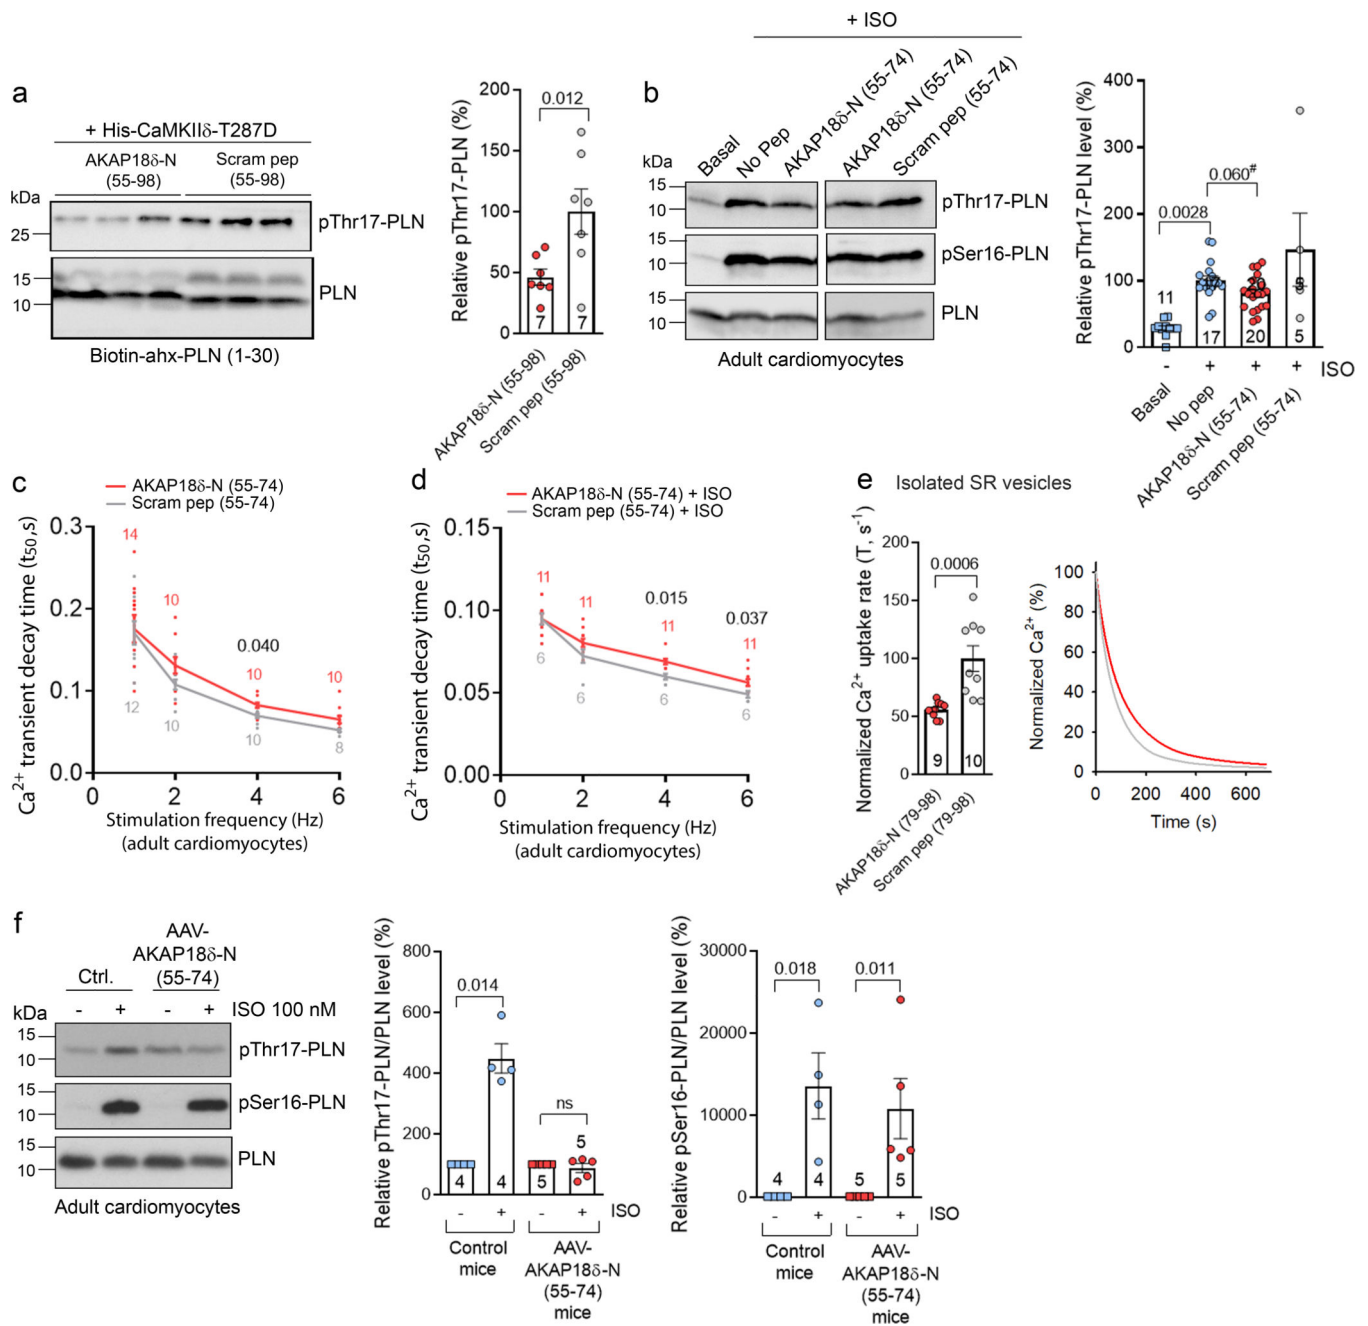 a
+ His-CaMKIIδ-T287D
AKAP18δ-N
(55-98)
Scram pep
(55-98)
kDa
25
pThr17-PLN
15
10
PLN
Biotin-ahx-PLN (1-30)
Relative pThr17-PLN (%)
200
150
100
50
0
0.012
7
7
AKAP18δ-N (55-98)
Scram pep (55-98)
b
+ ISO
Basal
No Pep
AKAP18δ-N (55-74)
AKAP18δ-N (55-74)
Scram pep (55-74)
kDa
15
10
pThr17-PLN
15
10
pSer16-PLN
15
10
PLN
Adult cardiomyocytes
Relative pThr17-PLN level (%)
400
300
200
100
0
0.0028
0.060#
11
17
20
5
- + + + ISO
Basal
No pep
AKAP18δ-N (55-74)
Scram pep (55-74)
c
AKAP18δ-N (55-74)
Scram pep (55-74)
Ca2+ transient decay time (t50,s)
0.3
0.2
0.1
0.0
14
10
0.040
10
10
12
10
10
8
0 2 4 6
Stimulation frequency (Hz)
(adult cardiomyocytes)
d
AKAP18δ-N (55-74) + ISO
Scram pep (55-74) + ISO
Ca2+ transient decay time (t50,s)
0.15
0.10
0.05
0.00
11
11
0.015
11
0.037
11
6
6
6
6
0 2 4 6
Stimulation frequency (Hz)
(adult cardiomyocytes)
e
Isolated SR vesicles
Normalized Ca2+ uptake rate (T, s-1)
200
150
100
50
0
0.0006
9
10
AKAP18δ-N (79-98)
Scram pep (79-98)
Normalized Ca2+ (%)
100
80
60
40
20
0
0 200 400 600
Time (s)
f
Ctrl.
AAV-
AKAP18δ-N
(55-74)
- + - + ISO 100 nM
kDa
15
10
pThr17-PLN
15
10
pSer16-PLN
15
10
PLN
Adult cardiomyocytes
Relative pThr17-PLN/PLN level (%)
800
600
400
200
0
0.014
ns
4
4
5
5
- + - + ISO
Control
mice
AAV-
AKAP18δ-N
(55-74)
mice
Relative pSer16-PLN/PLN level (%)
30000
20000
10000
0
0.018
0.011
4
4
5
5
- + - + ISO
Control
mice
AAV-
AKAP18δ-N
(55-74)
mice